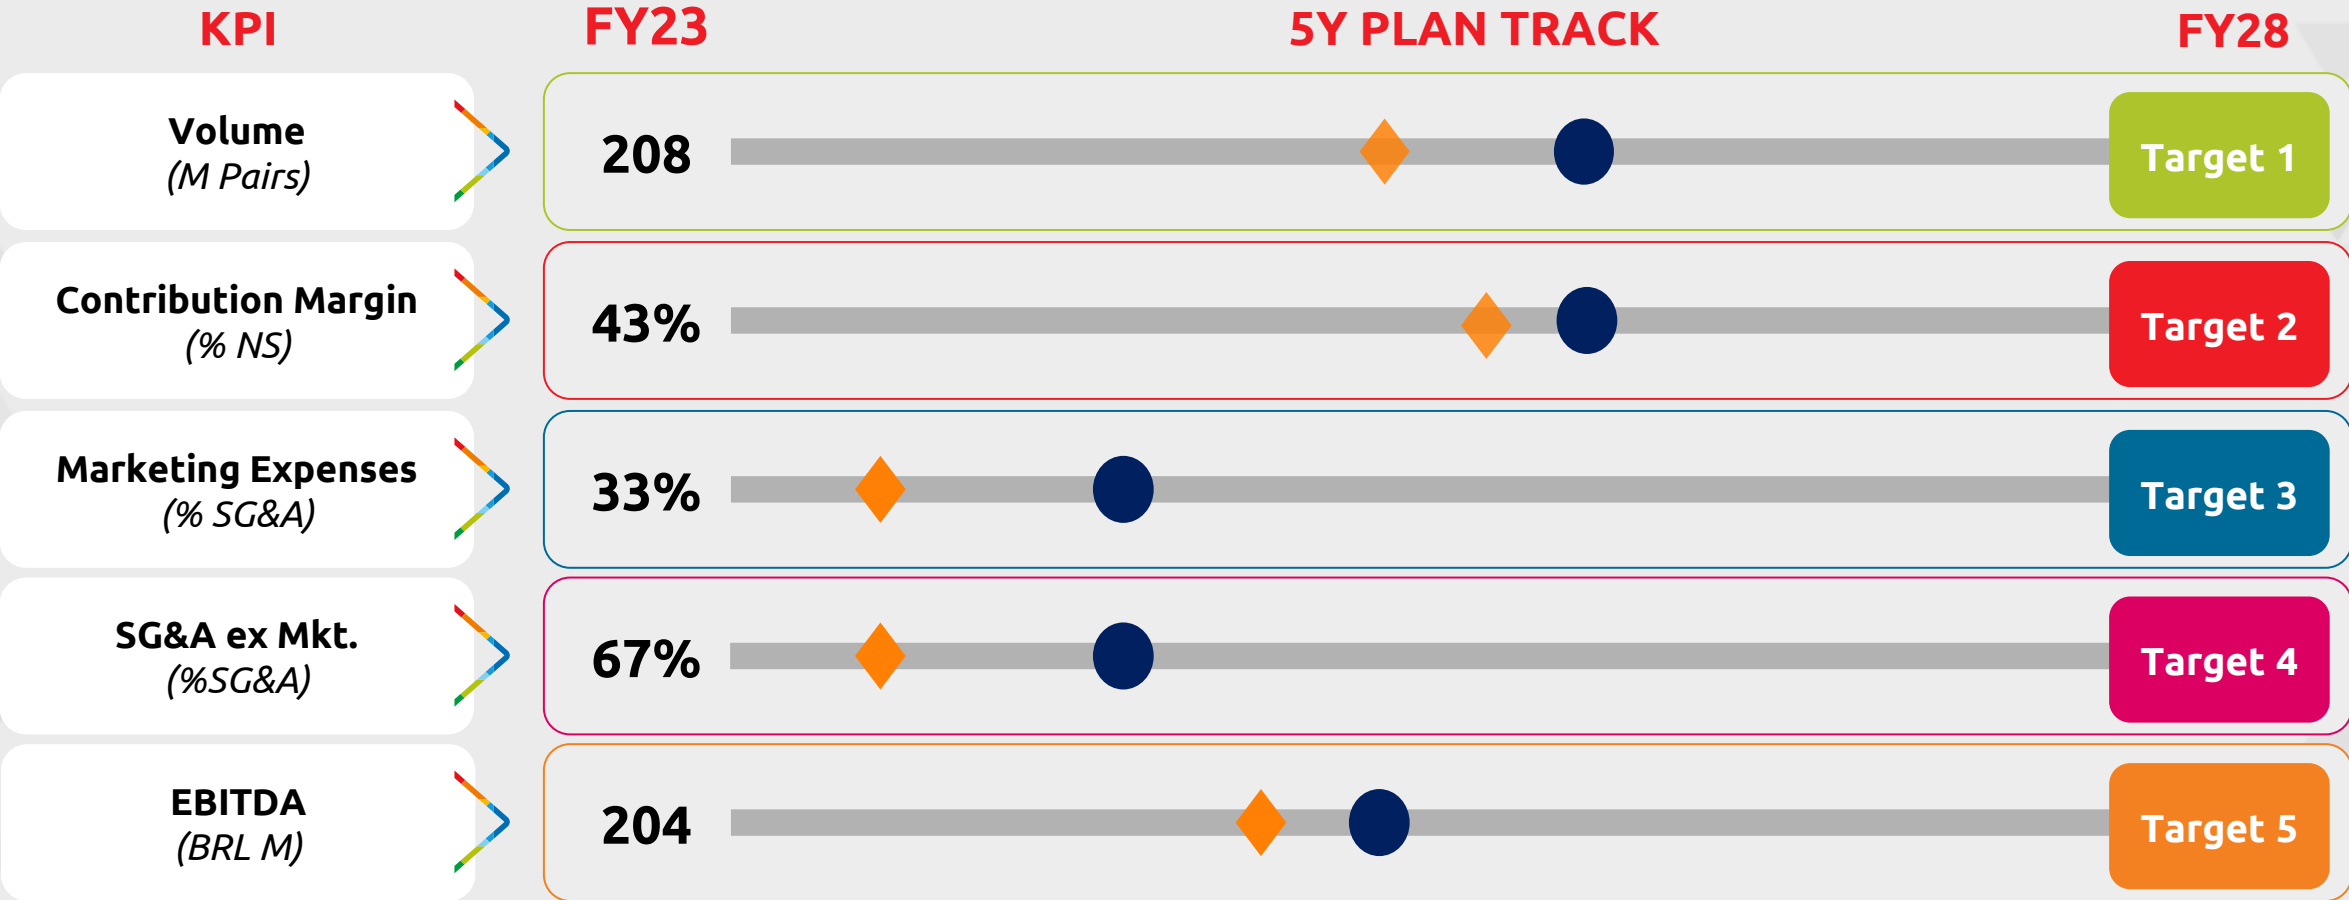 KPI
FY23
5Y PLAN TRACK
FY28
Volume
(M Pairs)
208
Target 1
Contribution Margin
(% NS)
43%
Target 2
Marketing Expenses
(% SG&A)
33%
Target 3
SG&A ex Mkt.
(%SG&A)
67%
Target 4
EBITDA
(BRL M)
204
Target 5